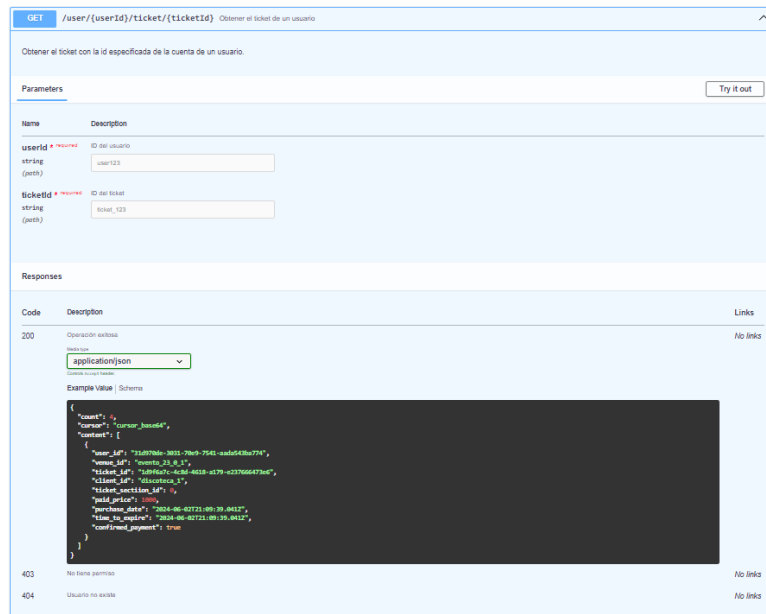 GET /user/{userId}/ticket/{ticketId} Obtener el ticket de un usuario
Obtener el ticket con la id especificada de la cuenta de un usuario.
Parameters
Try it out
Name Description
userId * required ID del usuario
string user123
(path)
ticketId * required ID del ticket
string ticket_123
(path)
Responses
Code Description Links
200 Operación exitosa No links
Media type
application/json
Controls Accept header.
Example Value | Schema
{
"count": 4,
"cursor": "cursor_base64",
"content": [
{
"user_id": "31d970de-3031-70e9-7541-aada543ba774",
"venue_id": "evento_23_0_1",
"ticket_id": "1d9f6a7c-4c8d-4618-a179-e237666473e6",
"client_id": "discoteca_1",
"ticket_sectiion_id": 0,
"paid_price": 1000,
"purchase_date": "2024-06-02T21:09:39.041Z",
"time_to_expire": "2024-06-02T21:09:39.041Z",
"confirmed_payment": true
}
]
}
403 No tiene permiso No links
404 Usuario no existe No links